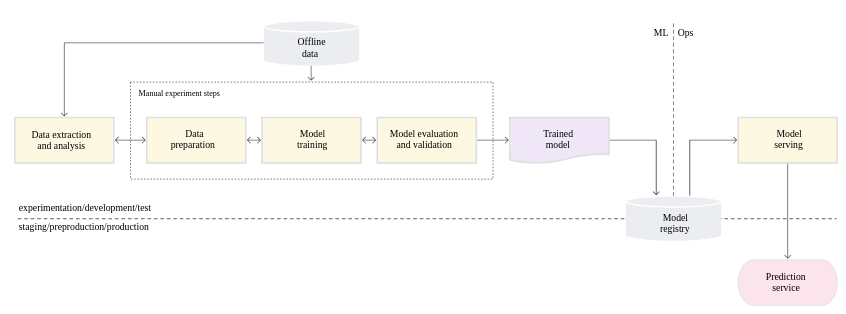 Offline
data
ML
Ops
Manual experiment steps
Data extraction
and analysis
Data
preparation
Model
training
Model evaluation
and validation
Trained
model
Model
serving
experimentation/development/test
staging/preproduction/production
Model
registry
Prediction
service